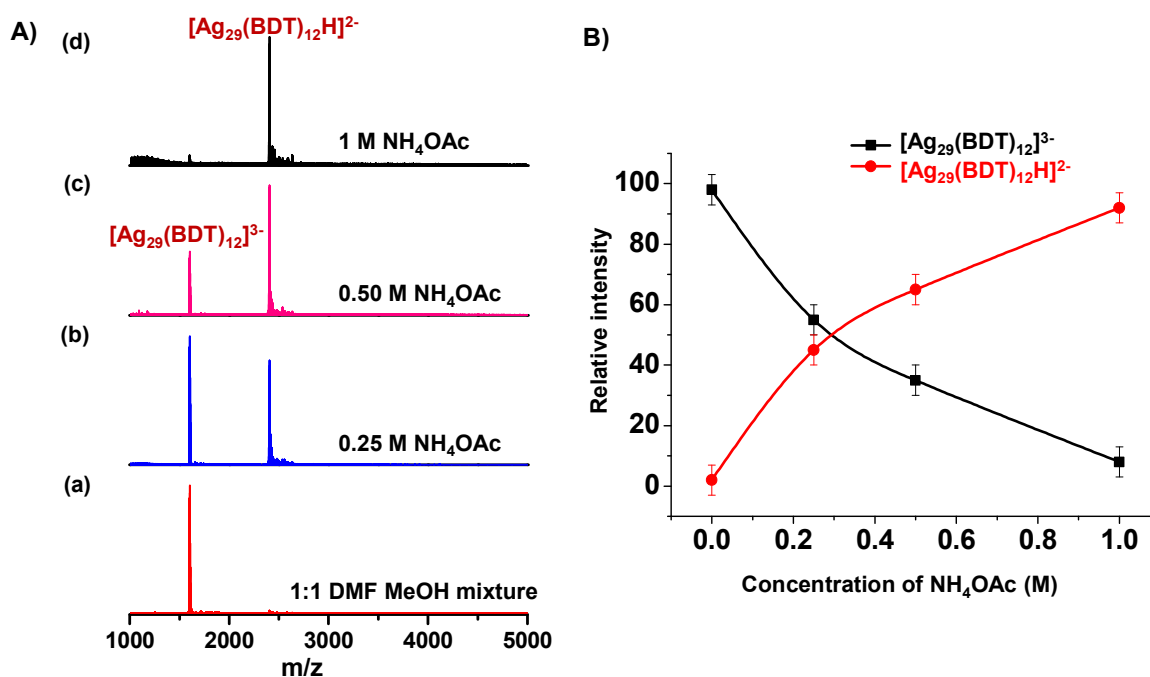 A)
(d)
[Ag₂₉(BDT)₁₂H]²⁻
1 M NH₄OAc
(c)
[Ag₂₉(BDT)₁₂]³⁻
0.50 M NH₄OAc
(b)
0.25 M NH₄OAc
(a)
1:1 DMF MeOH mixture
1000 2000 3000 4000 5000
m/z
B)
[Ag₂₉(BDT)₁₂]³⁻
[Ag₂₉(BDT)₁₂H]²⁻
Relative intensity
100
80
60
40
20
0
0.0 0.2 0.4 0.6 0.8 1.0
Concentration of NH₄OAc (M)